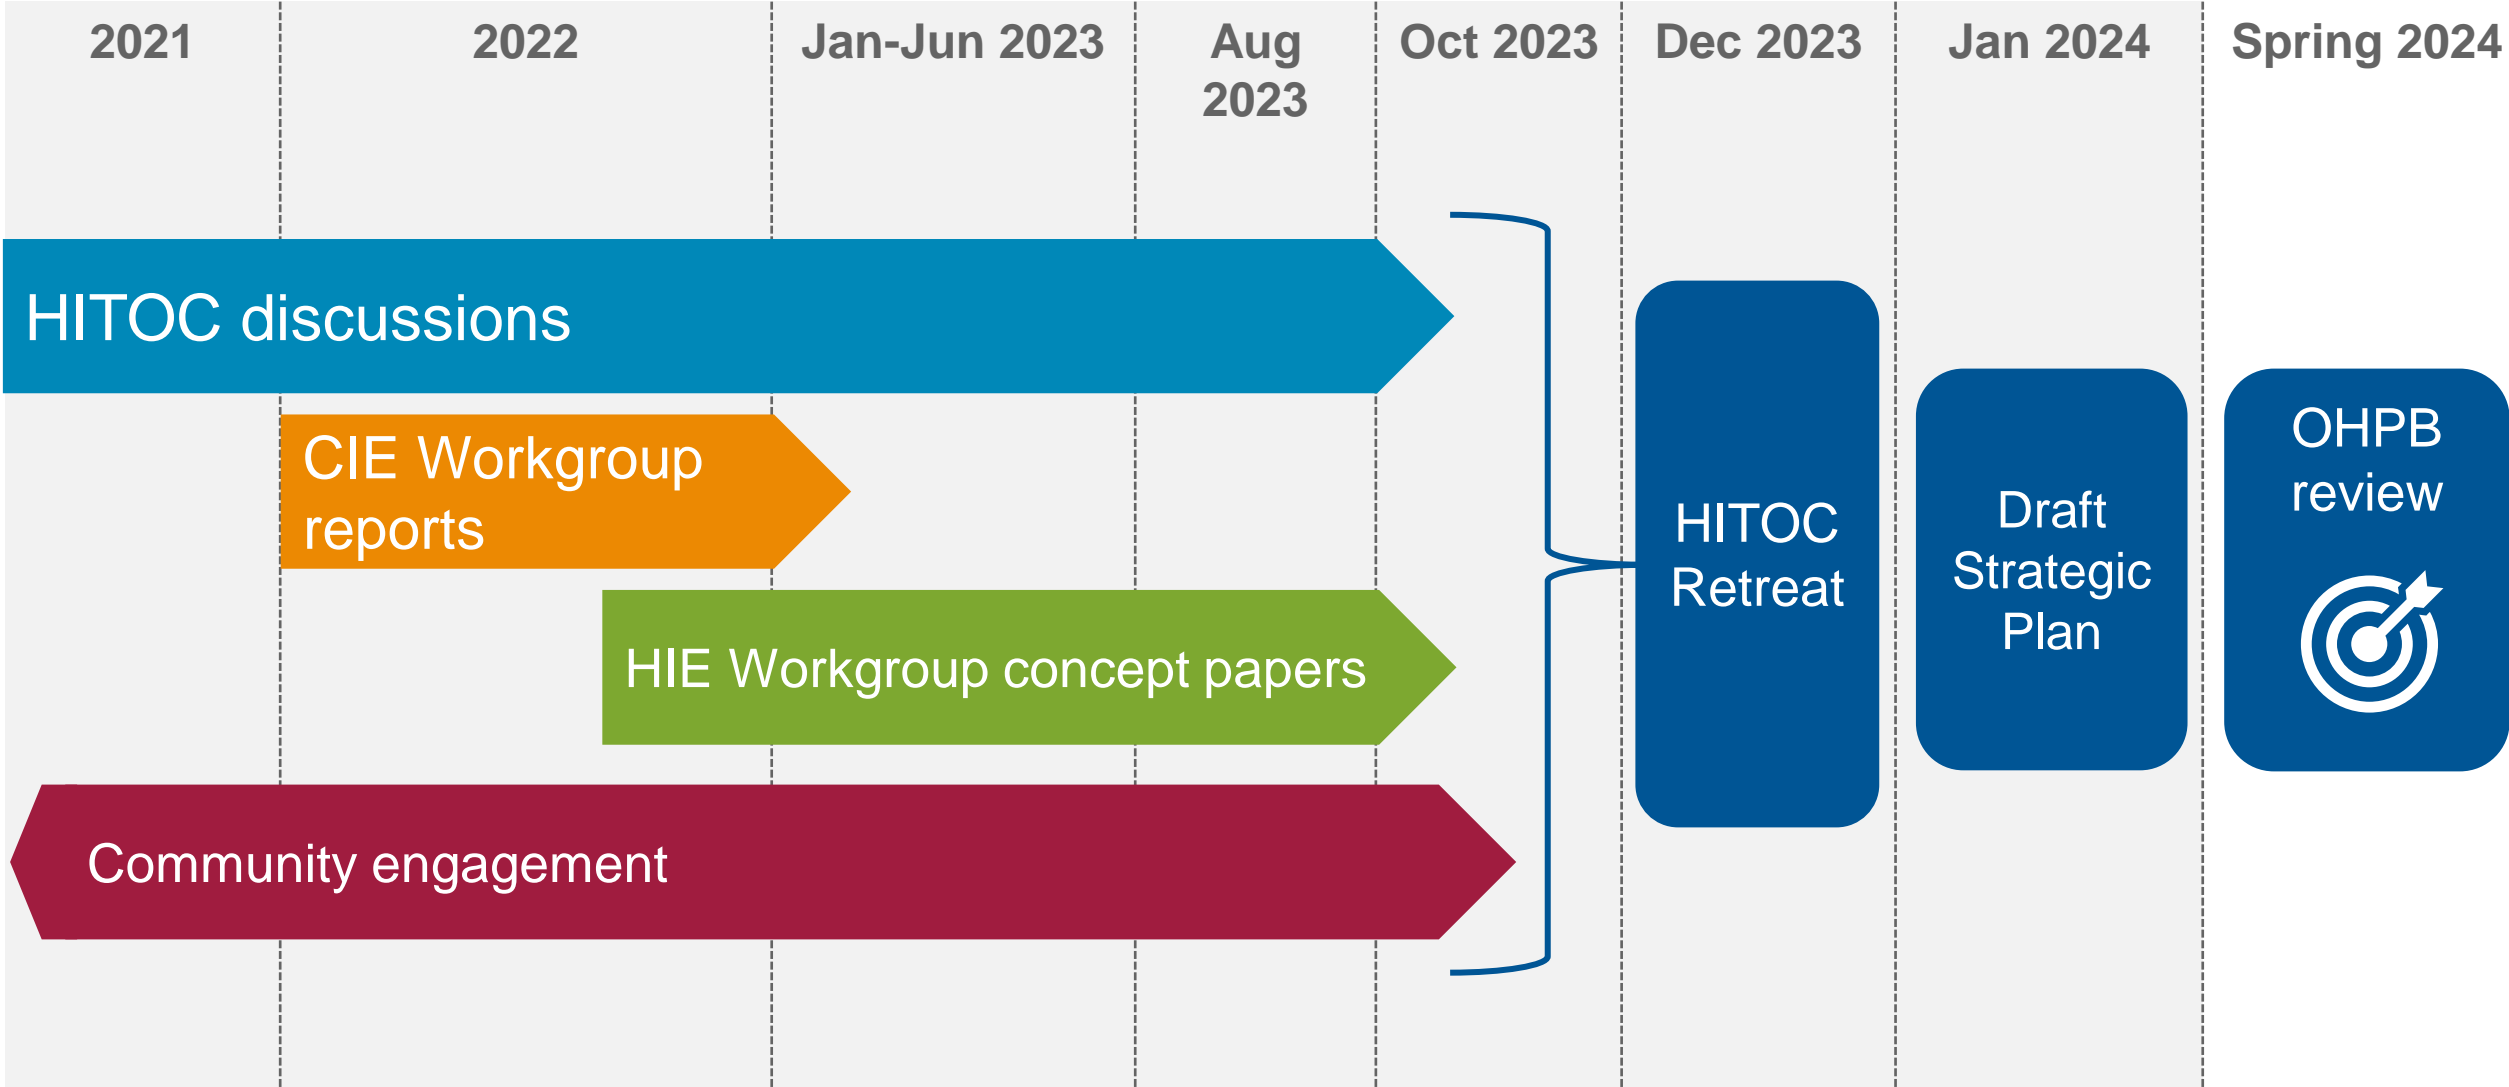 2021
2022
Jan-Jun 2023
Aug
2023
Oct 2023
Dec 2023
Jan 2024
Spring 2024
HITOC discussions
CIE Workgroup
reports
HIE Workgroup concept papers
Community engagement
HITOC
Retreat
Draft
Strategic
Plan
OHPB
review